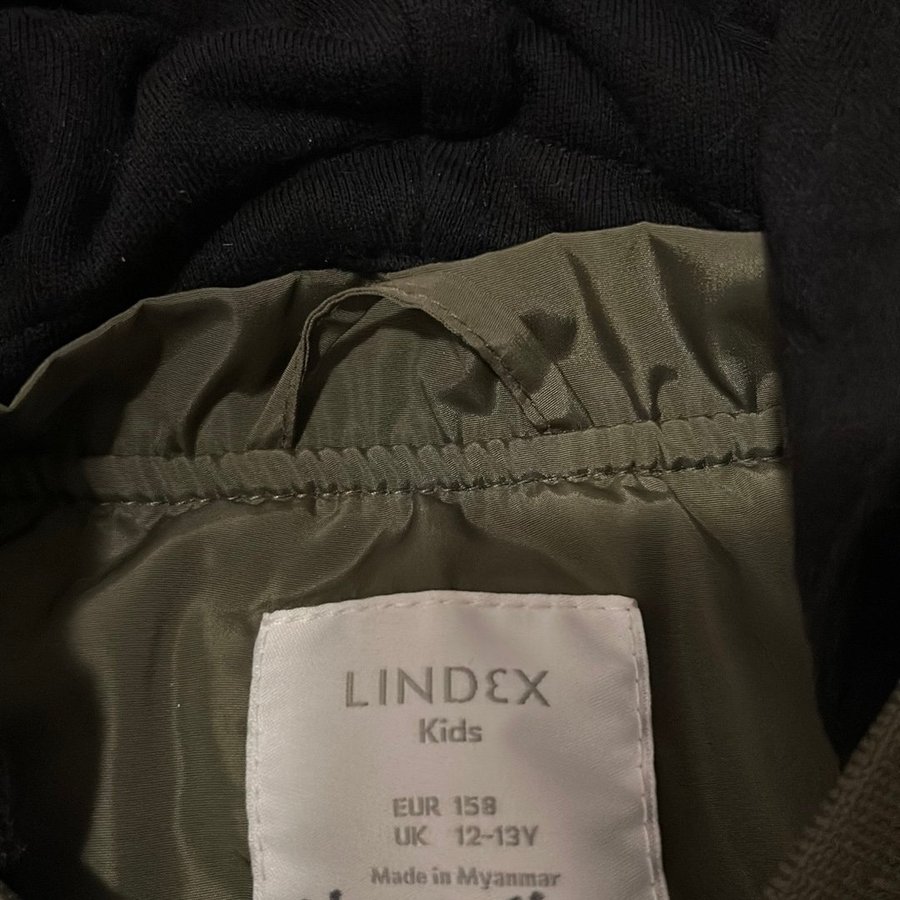 LINDEX
Kids
EUR 158
UK 12-13Y
Made in Myanmar